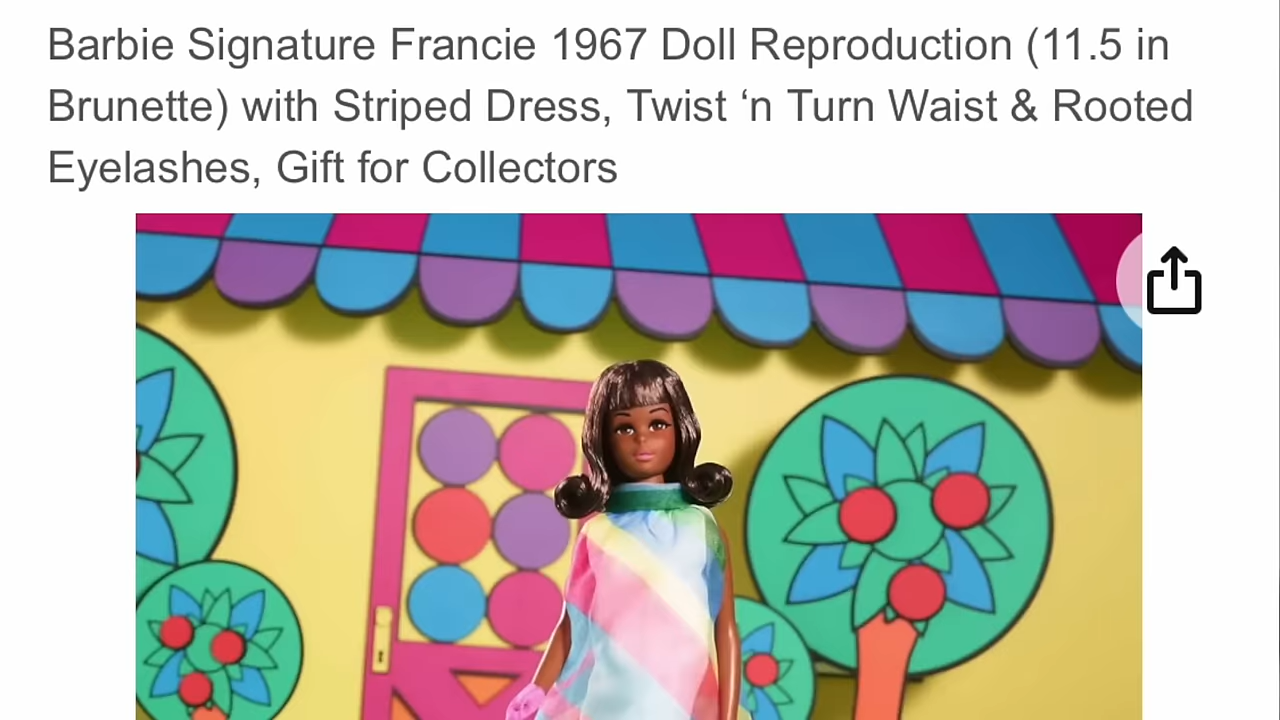 Barbie Signature Francie 1967 Doll Reproduction (11.5 in
Brunette) with Striped Dress, Twist ‘n Turn Waist & Rooted
Eyelashes, Gift for Collectors